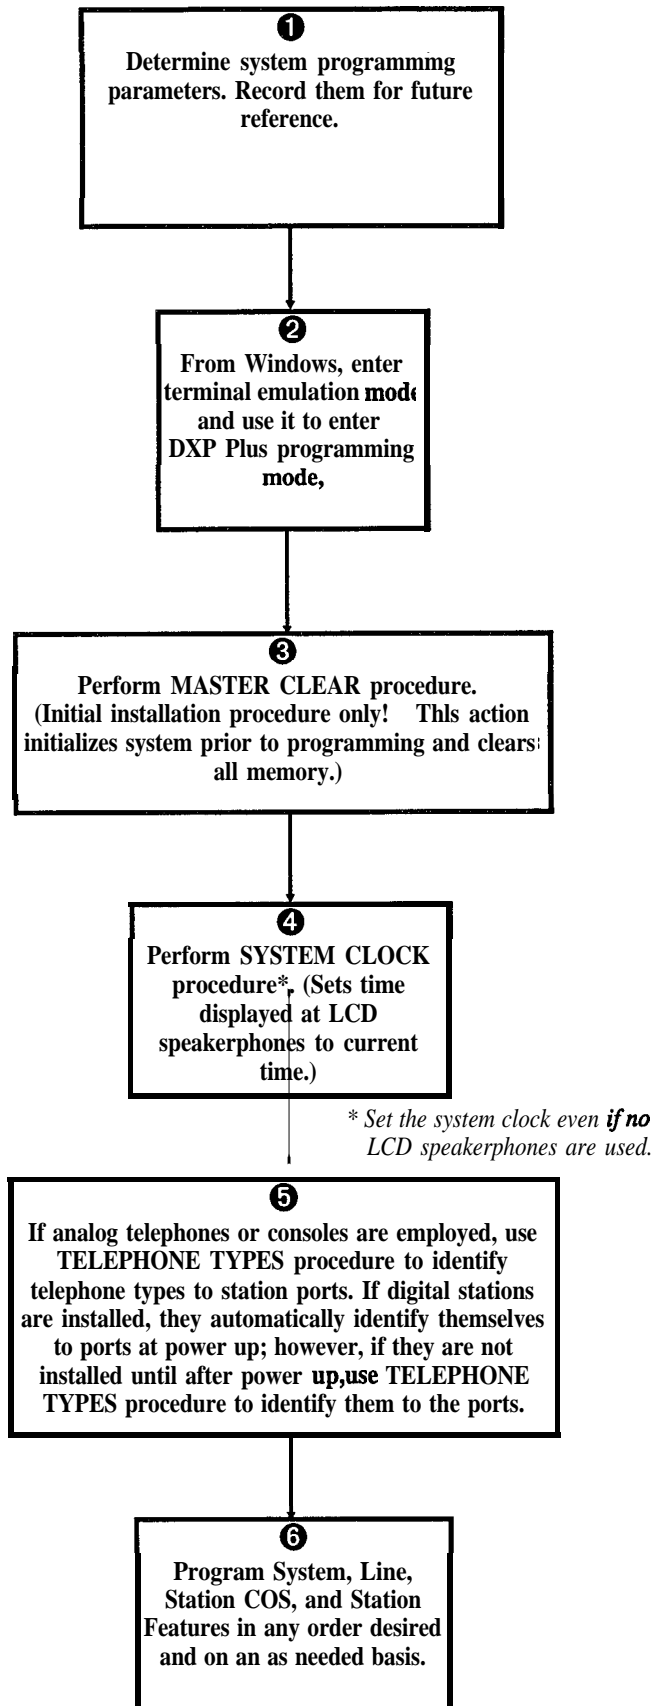 ❶
Determine system programming
parameters. Record them for future
reference.
❷
From Windows, enter
terminal emulation mode
and use it to enter
DXP Plus programming
mode,
❸
Perform MASTER CLEAR procedure.
(Initial installation procedure only! Thls action
initializes system prior to programming and clears
all memory.)
❹
Perform SYSTEM CLOCK
procedure*. (Sets time
displayed at LCD
speakerphones to current
time.)
* Set the system clock even if no
LCD speakerphones are used.
❺
If analog telephones or consoles are employed, use
TELEPHONE TYPES procedure to identify
telephone types to station ports. If digital stations
are installed, they automatically identify themselves
to ports at power up; however, if they are not
installed until after power up,use TELEPHONE
TYPES procedure to identify them to the ports.
❻
Program System, Line,
Station COS, and Station
Features in any order desired
and on an as needed basis.